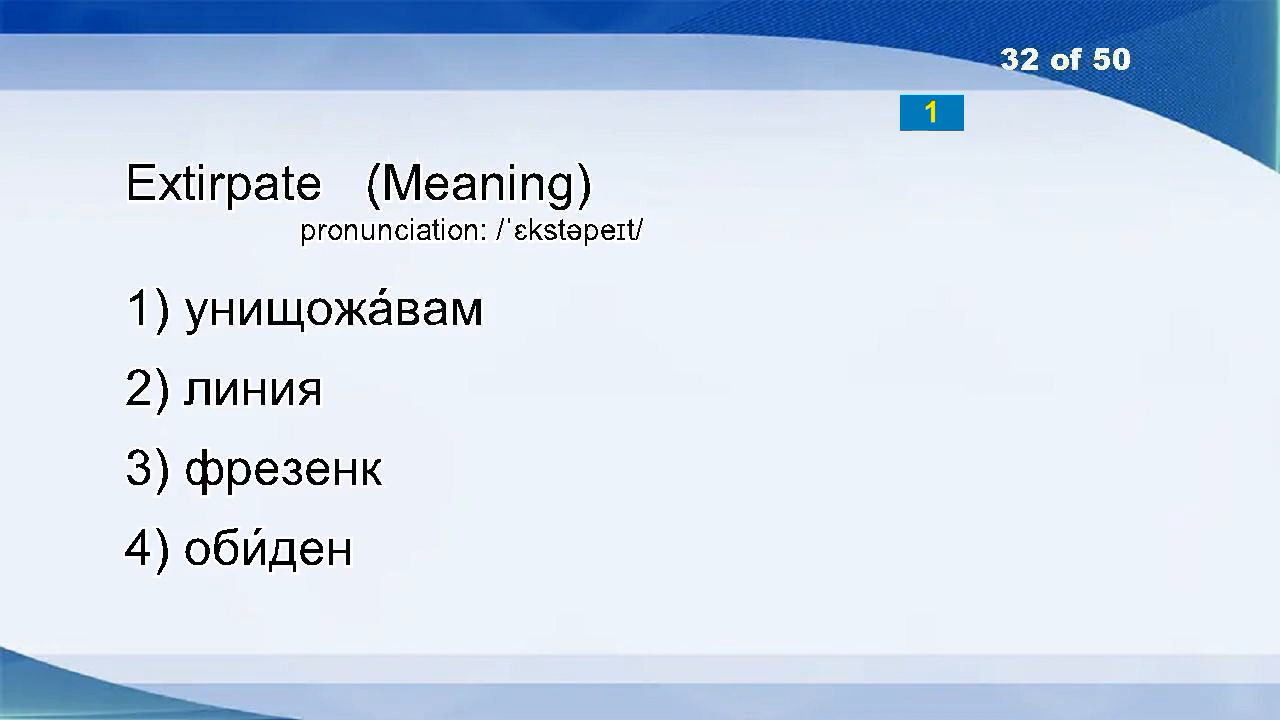 32 of 50
1
Extirpate (Meaning)
pronunciation: /ˈɛkstəpeɪt/
1) унищожа́вам
2) линия
3) фрезенк
4) оби́ден